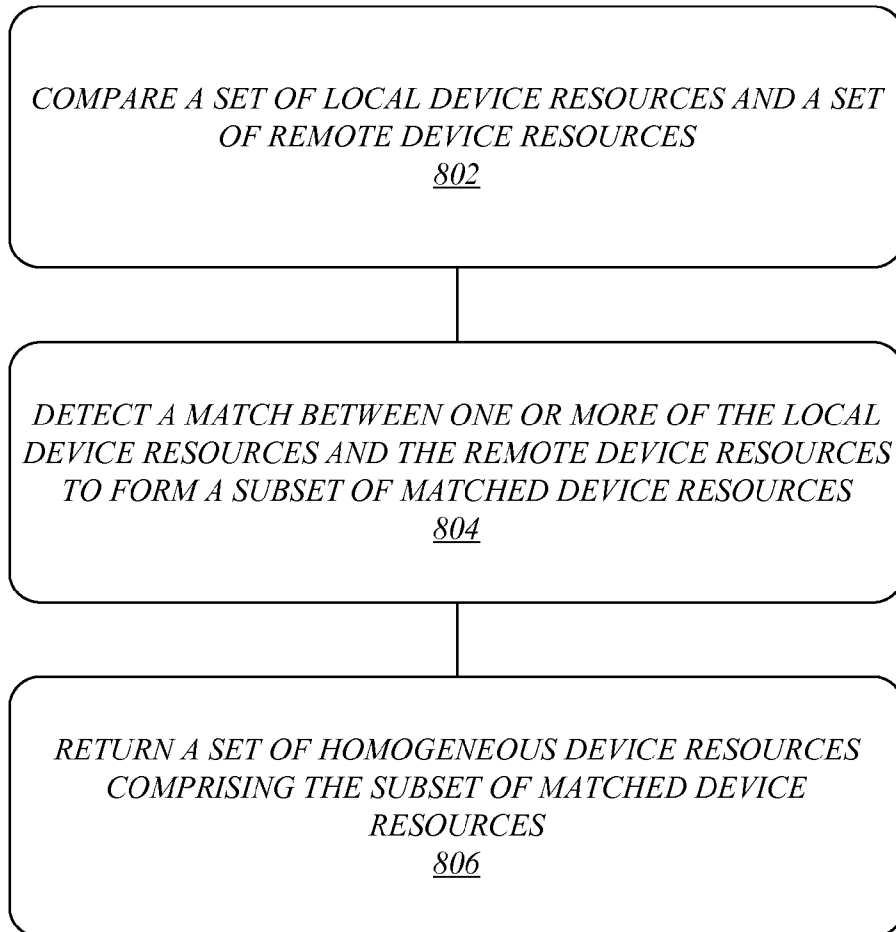 COMPARE A SET OF LOCAL DEVICE RESOURCES AND A SET
OF REMOTE DEVICE RESOURCES
802
DETECT A MATCH BETWEEN ONE OR MORE OF THE LOCAL
DEVICE RESOURCES AND THE REMOTE DEVICE RESOURCES
TO FORM A SUBSET OF MATCHED DEVICE RESOURCES
804
RETURN A SET OF HOMOGENEOUS DEVICE RESOURCES
COMPRISING THE SUBSET OF MATCHED DEVICE
RESOURCES
806